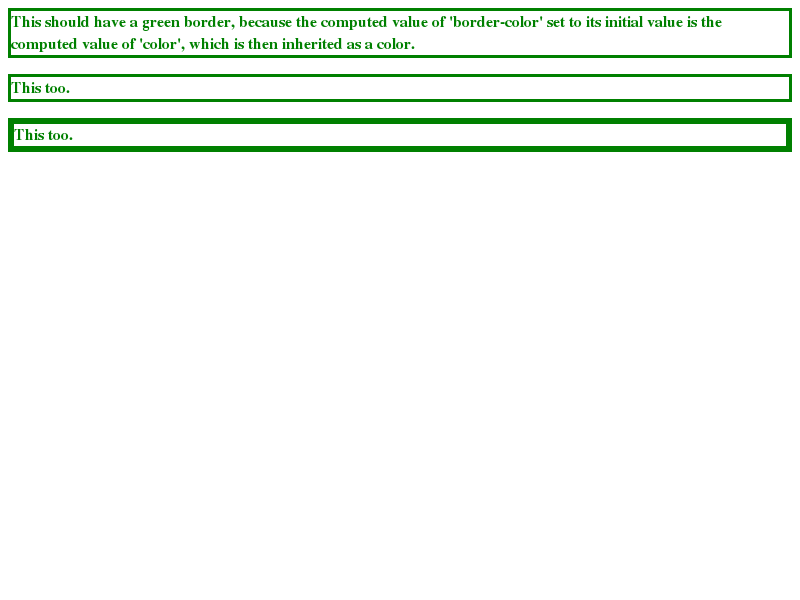 This should have a green border, because the computed value of 'border-color' set to its initial value is the
computed value of 'color', which is then inherited as a color.
This too.
This too.